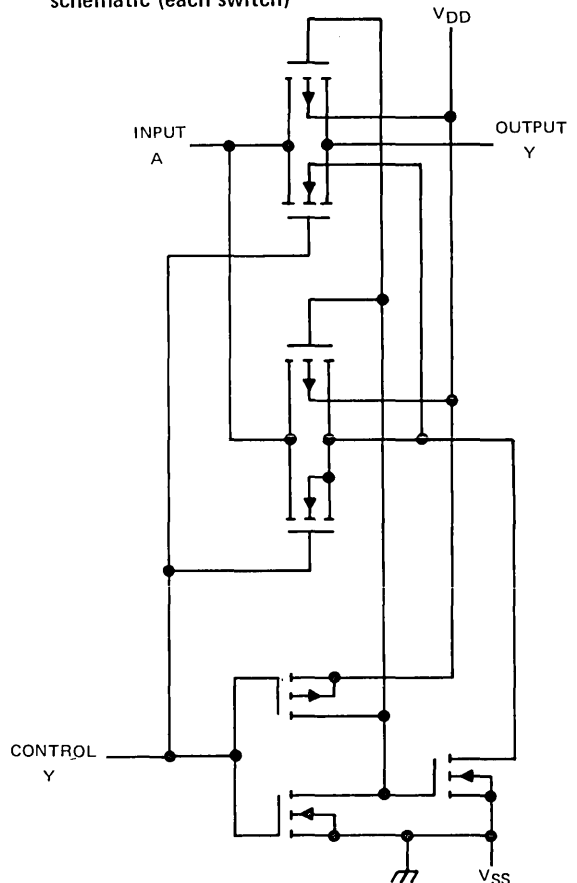 schematic (each switch)
VDD
INPUT
A
OUTPUT
Y
CONTROL
Y
VSS